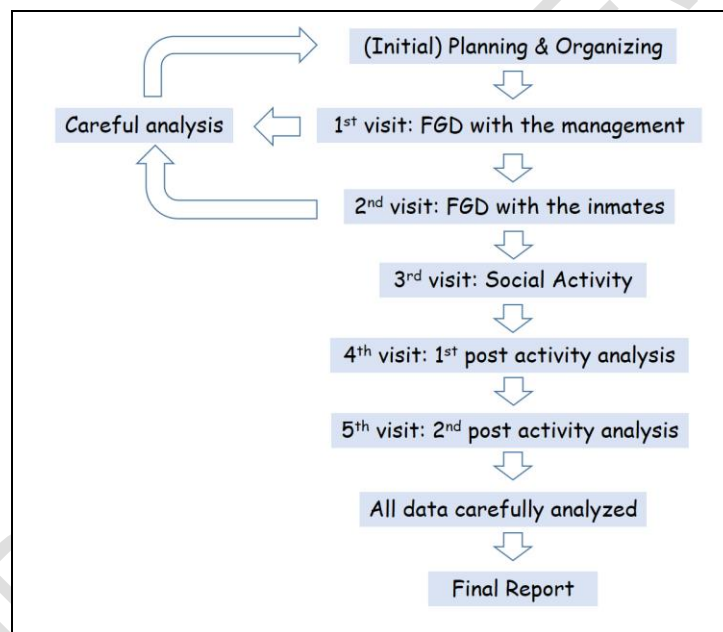 (Initial) Planning & Organizing
Careful analysis
1st visit: FGD with the management
2nd visit: FGD with the inmates
3rd visit: Social Activity
4th visit: 1st post activity analysis
5th visit: 2nd post activity analysis
All data carefully analyzed
Final Report